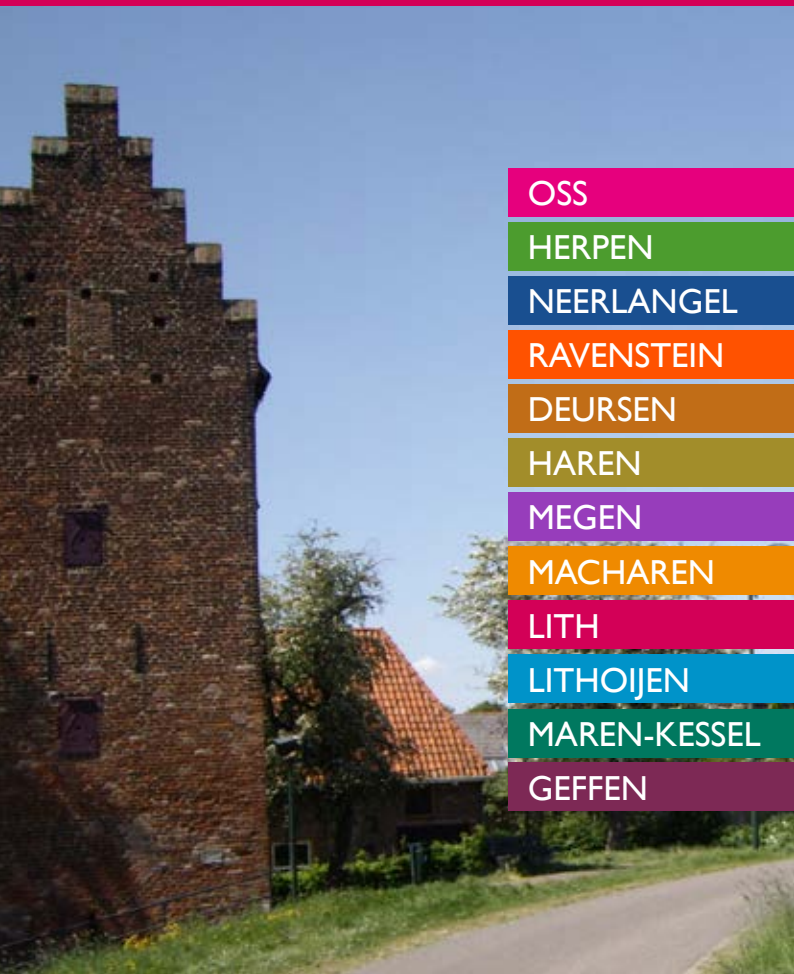 OSS
HERPEN
NEERLANGEL
RAVENSTEIN
DEURSEN
HAREN
MEGEN
MACHAREN
LITH
LITHOIJEN
MAREN-KESSEL
GEFFEN